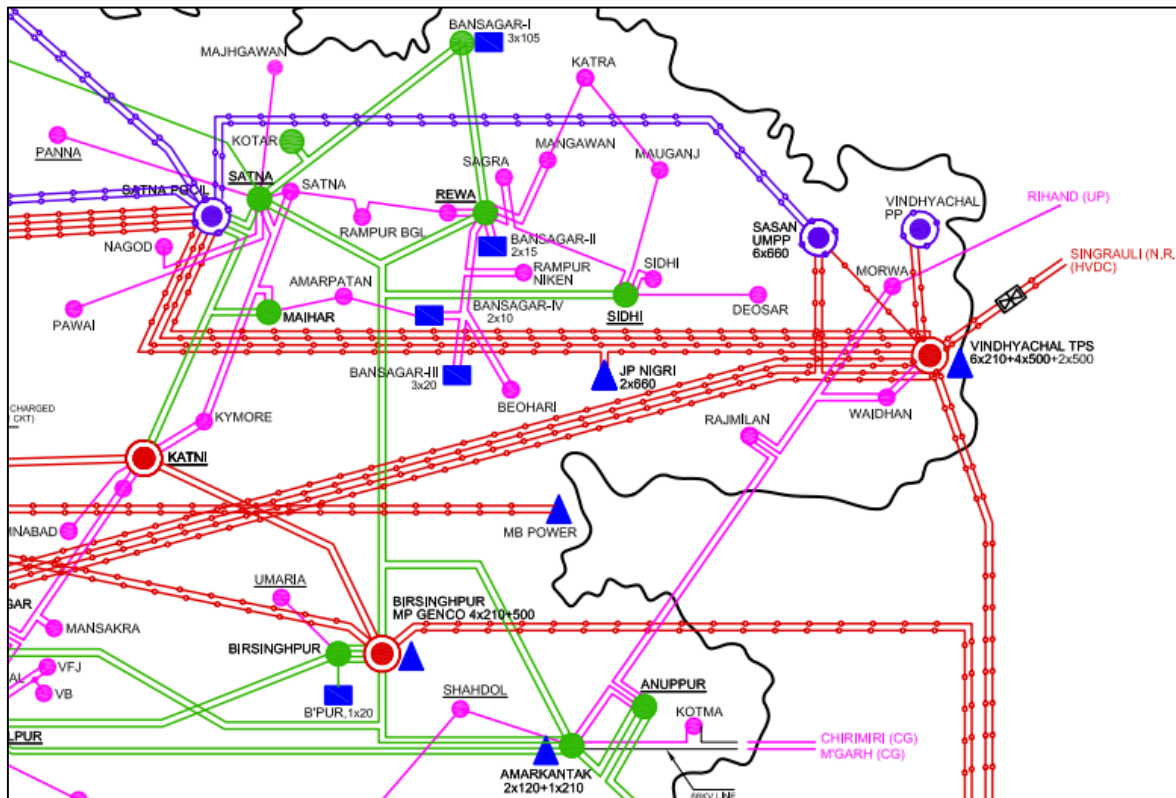 BANSAGAR-I
3x105
MAJHGAWAN
KATRA
KOTAR
PANNA
SATNA
SAGRA
MANGAWAN
MAUGANJ
SATNA PGCIL
SATNA
REWA
VINDHYACHAL
PP
RIHAND (UP)
RAMPUR BGL
SASAN
UMPP
6x660
NAGOD
BANSAGAR-II
2x15
SINGRAULI (N.R.)
(HVDC)
AMARPATAN
RAMPUR
NIKEN
SIDHI
MORWA
PAWAI
MAIHAR
BANSAGAR-IV
2x10
SIDHI
DEOSAR
VINDHYACHAL TPS
6x210+4x500+2x500
BANSAGAR-III
3x20
JP NIGRI
2x660
BEOHARI
WAIDHAN
CHARGED
CKT)
KYMORE
RAJMILAN
KATNI
MNABAD
MB POWER
UMARIA
BIRSINGHPUR
MP GENCO 4x210+500
GAR
MANSAKRA
BIRSINGHPUR
AL
VFJ
VB
B'PUR,1x20
SHAHDOL
ANUPPUR
KOTMA
LPUR
CHIRIMIRI (CG)
M'GARH (CG)
AMARKANTAK
2x120+1x210